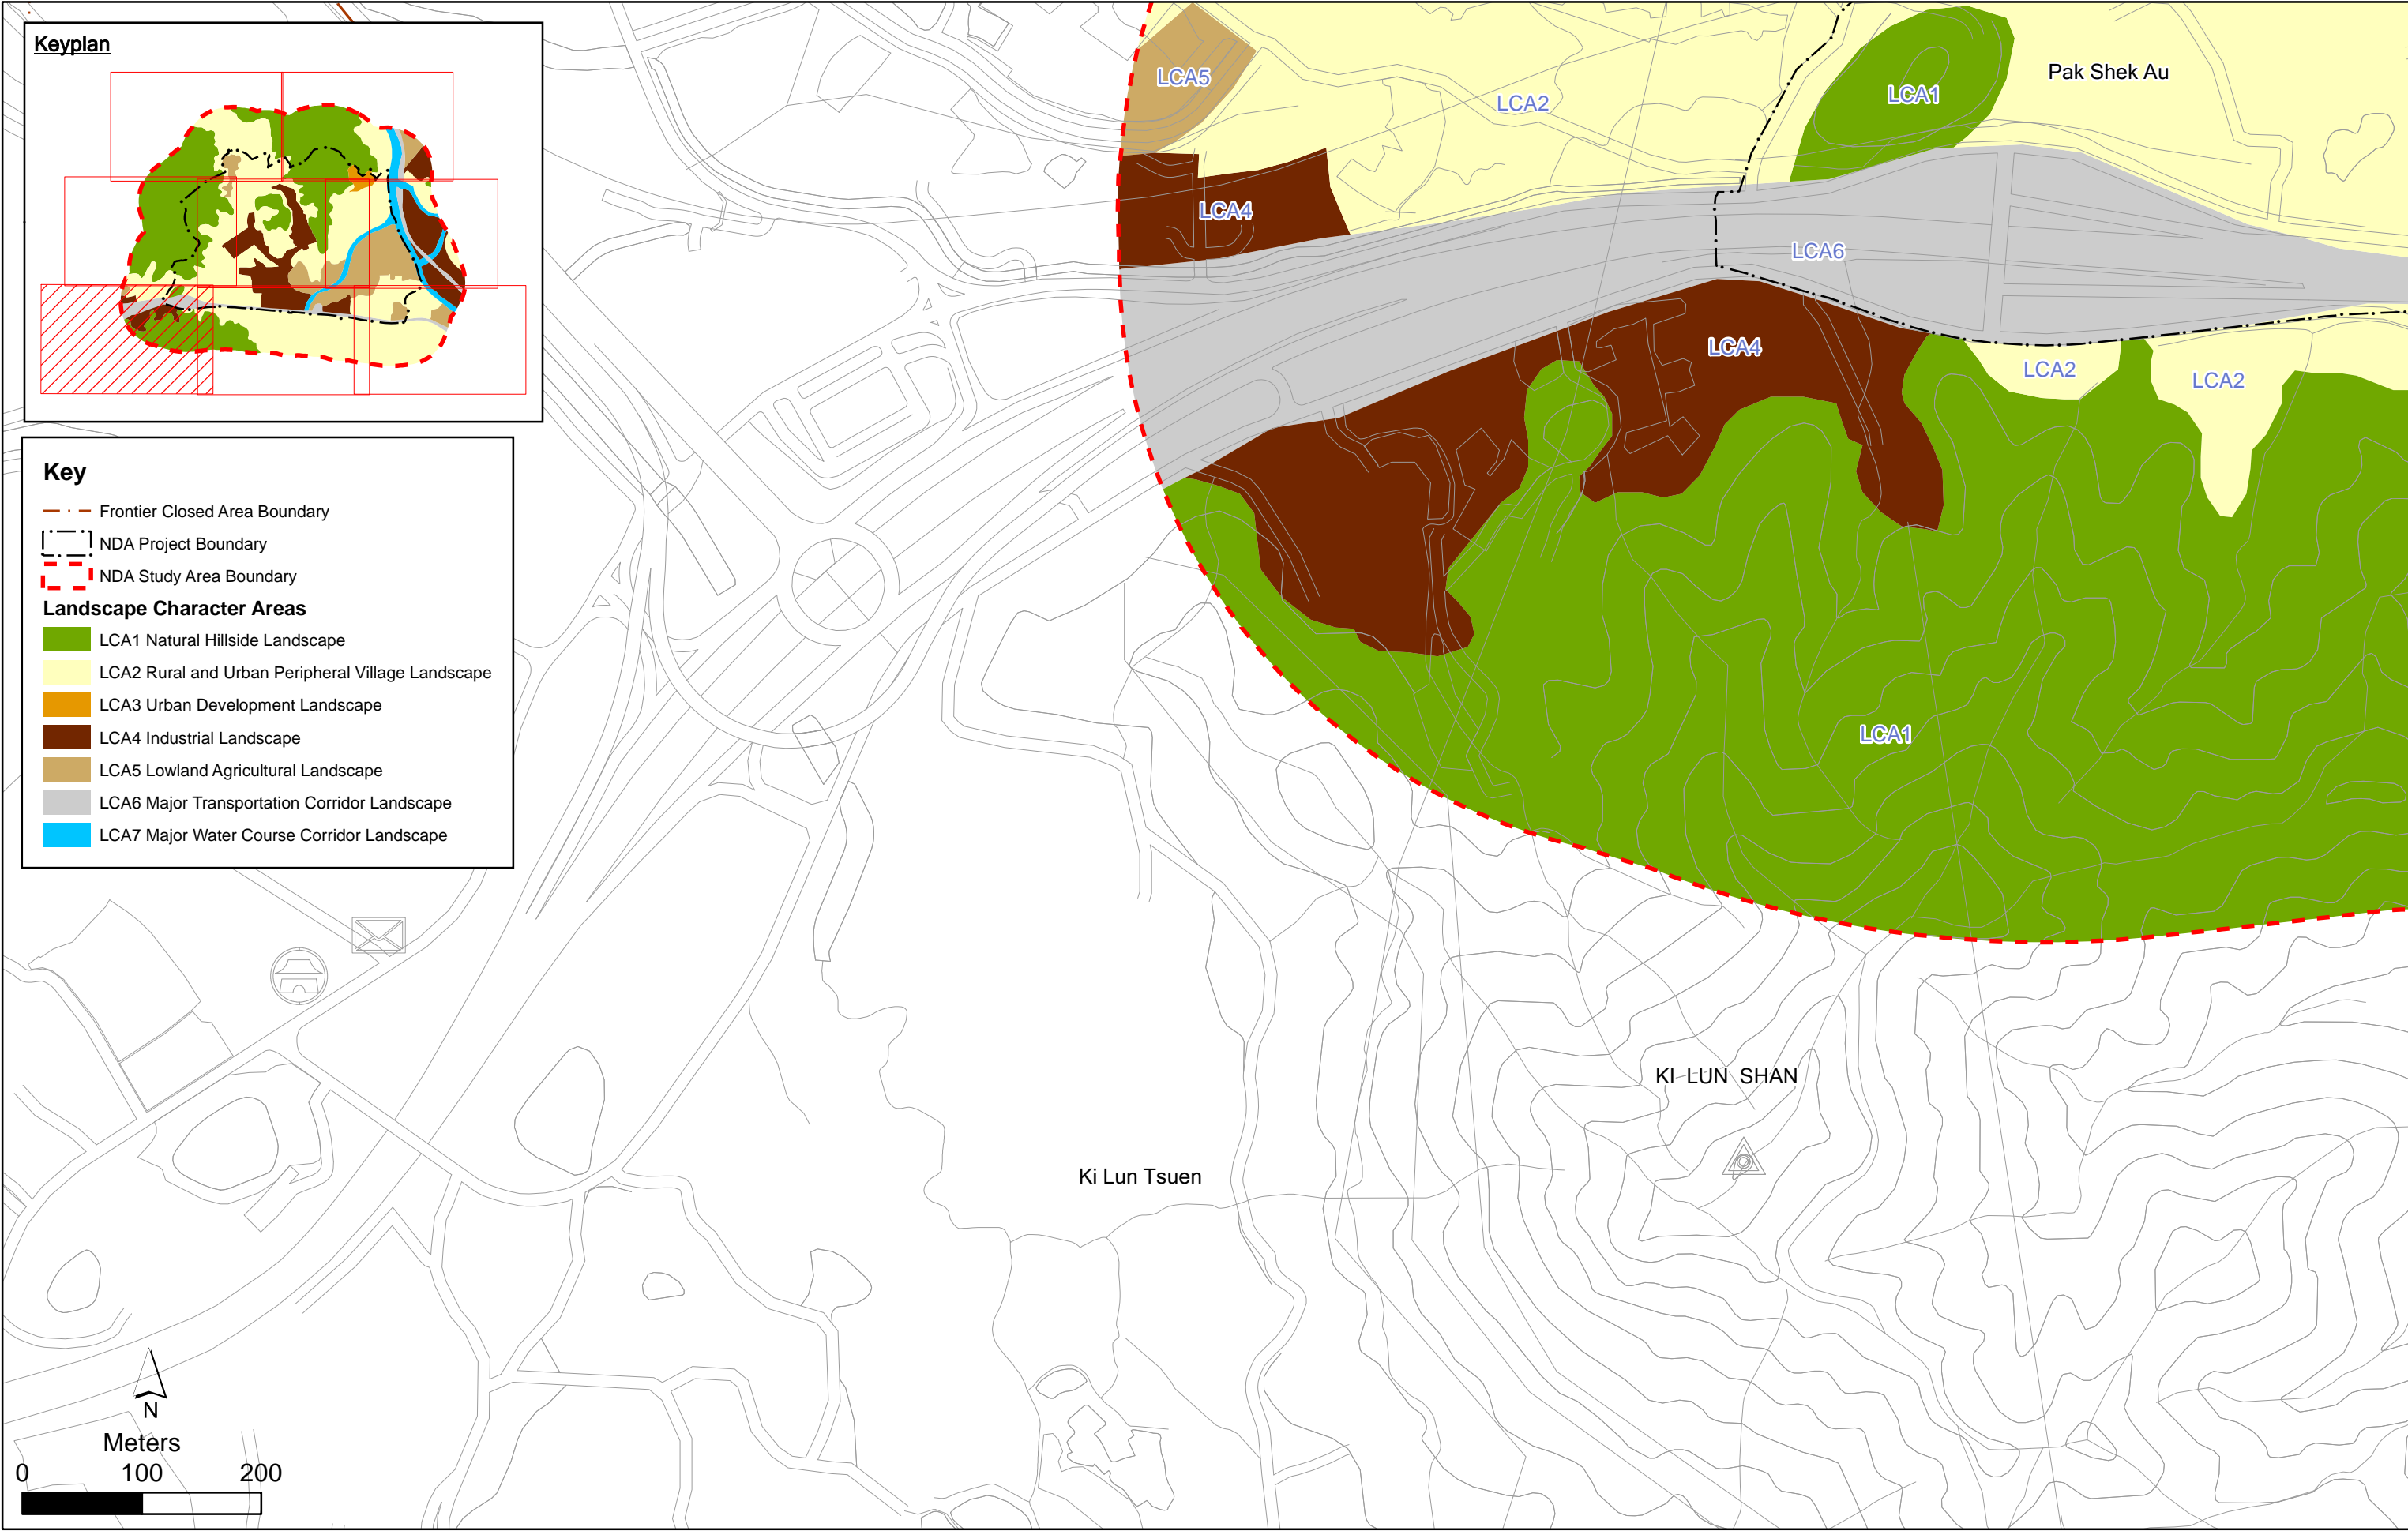 Keyplan
Key
Frontier Closed Area Boundary
NDA Project Boundary
NDA Study Area Boundary
Landscape Character Areas
LCA1 Natural Hillside Landscape
LCA2 Rural and Urban Peripheral Village Landscape
LCA3 Urban Development Landscape
LCA4 Industrial Landscape
LCA5 Lowland Agricultural Landscape
LCA6 Major Transportation Corridor Landscape
LCA7 Major Water Course Corridor Landscape
LCA5
LCA2
LCA1
Pak Shek Au
LCA4
LCA6
LCA4
LCA2
LCA2
LCA1
KI LUN SHAN
Ki Lun Tsuen
N
Meters
0 100 200